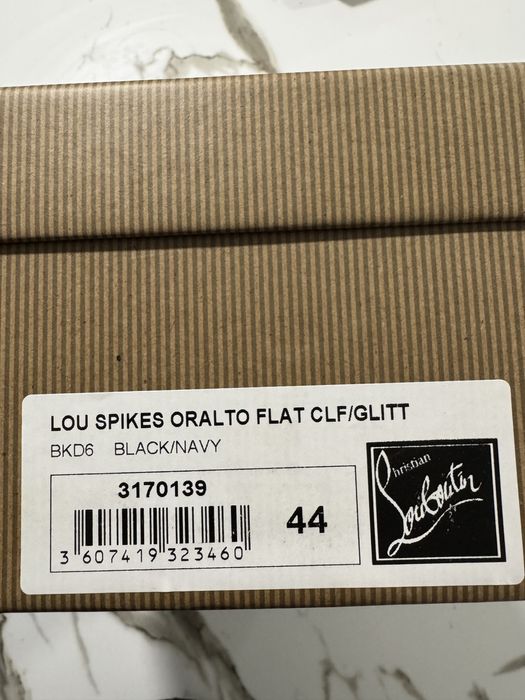 LOU SPIKES ORALTO FLAT CLF/GLITT
BKD6 BLACK/NAVY
3170139
44
3 607419 323460
Christian
Louboutin